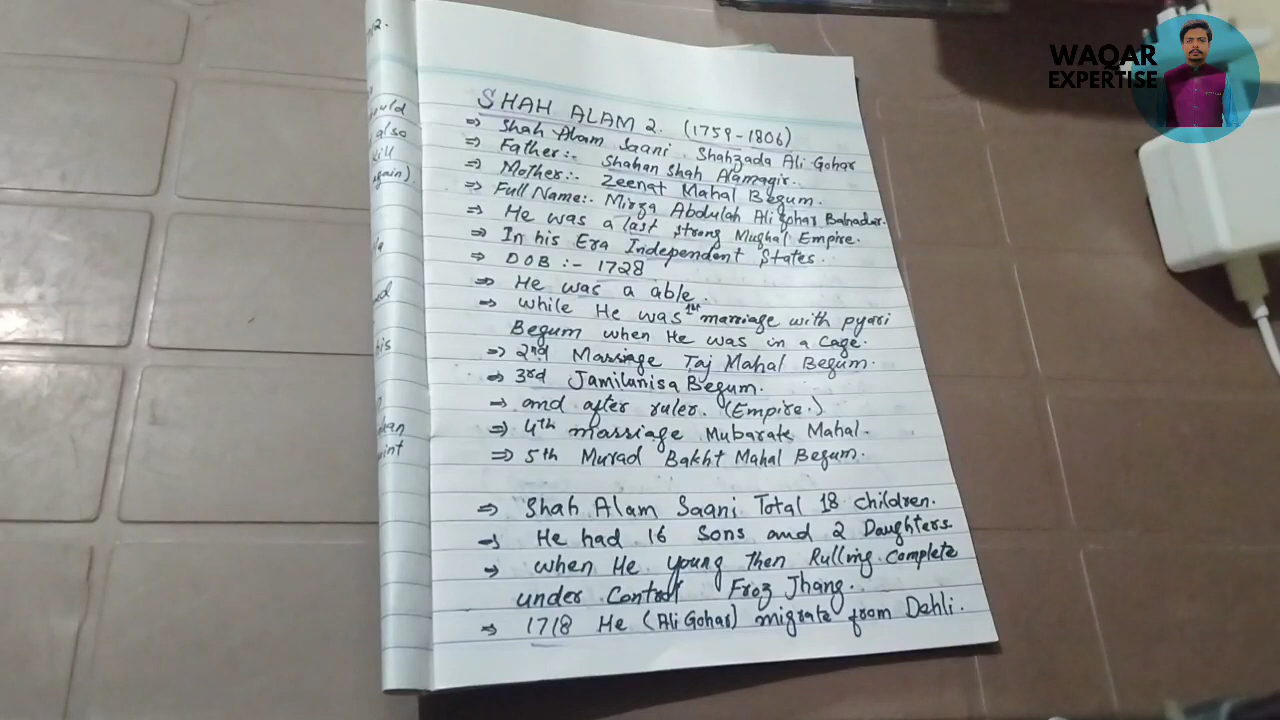 WAQAR
EXPERTISE
SHAH ALAM 2. (1759-1806)
⇒ Shah Alam Saani. Shahzada Ali Gohar
⇒ Father:- Shahan Shah Alamagir.
⇒ Mother:- Zeenat Mahal Begum.
⇒ Full Name:- Mirza Abdulah Ali Gohar Bahadur.
⇒ He was a last strong Mughal Empire.
⇒ In his Era Independent States.
⇒ DOB :- 1728
⇒ He was a able.
⇒ while He was 1st marriage with pyari
Begum when He was in a cage.
⇒ 2nd Massiage Taj Mahal Begum.
⇒ 3rd Jamilanisa Begum.
⇒ and after ruler. (Empire.)
⇒ 4th massiage Mubarak Mahal.
⇒ 5th Murad Bakht Mahal Begum.
⇒ Shah Alam Saani Total 18 children.
⇒ He had 16 Sons and 2 Daughters
⇒ when He young then Rulling complete
under Control Froz Jhang.
⇒ 1718 He (Ali Gohar) migrate from Dehli.
also
his